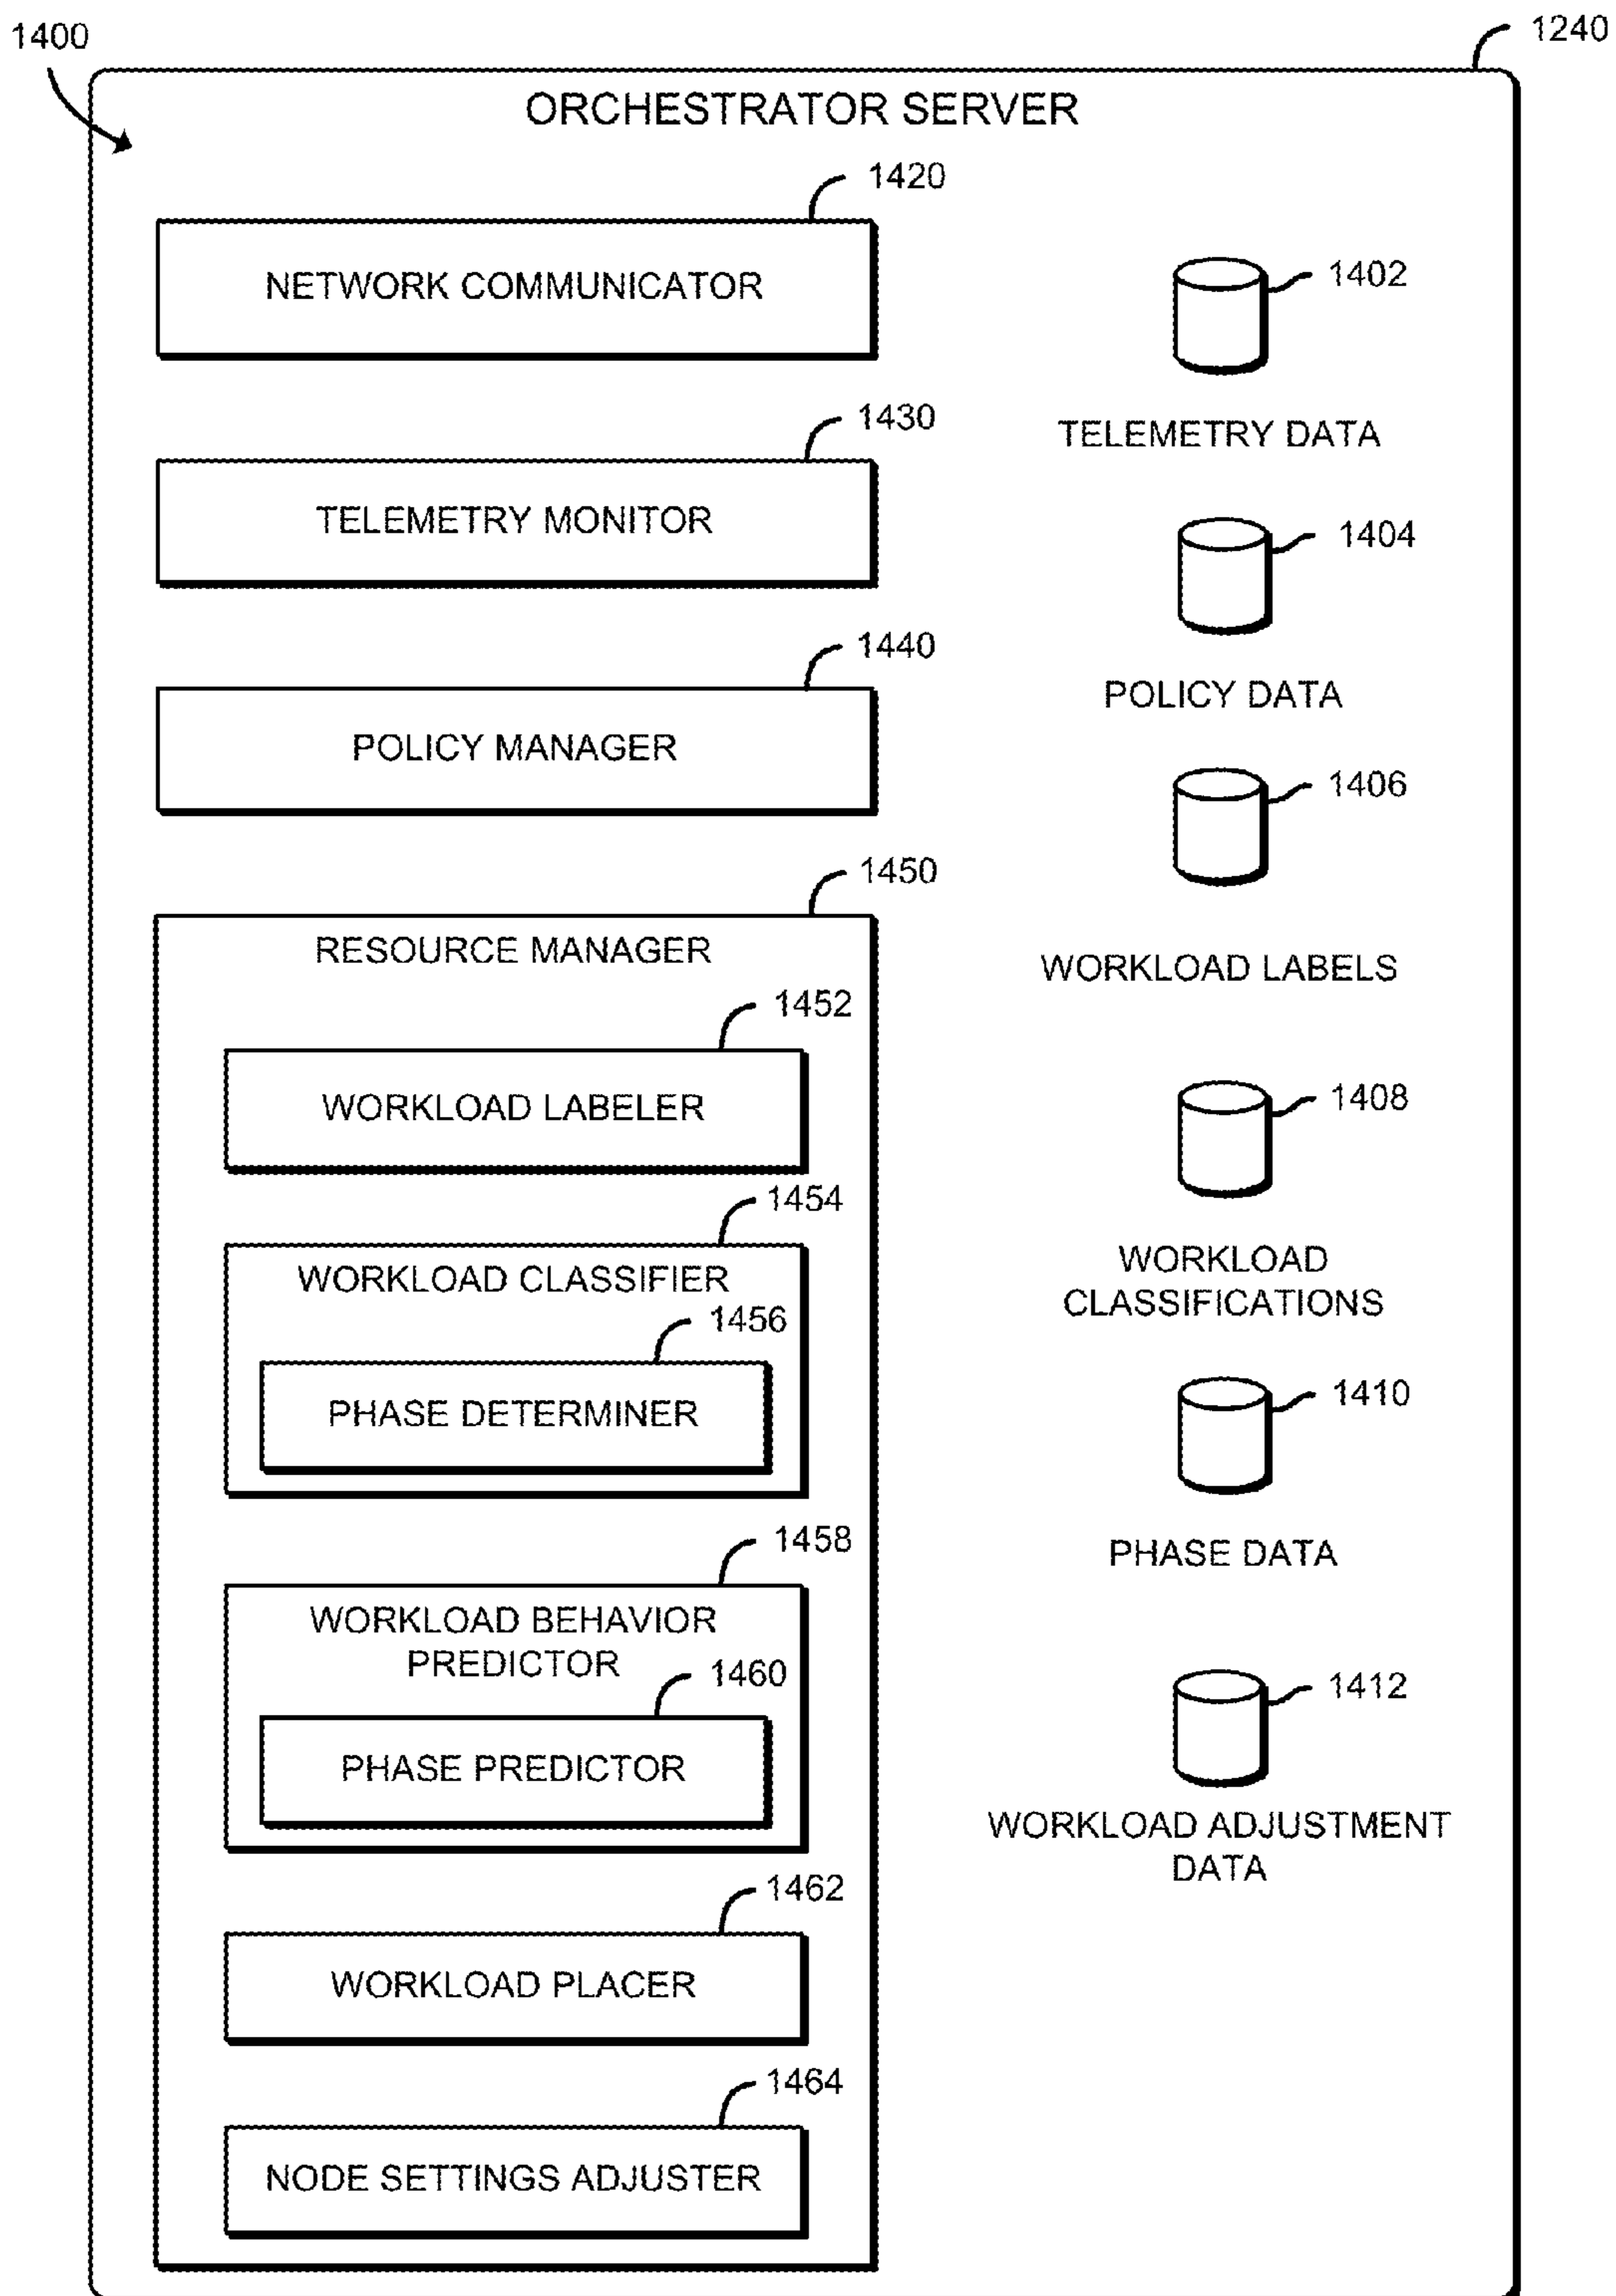 1400
1240
ORCHESTRATOR SERVER
1420
NETWORK COMMUNICATOR
1430
TELEMETRY MONITOR
1440
POLICY MANAGER
1450
RESOURCE MANAGER
1452
WORKLOAD LABELER
1454
WORKLOAD CLASSIFIER
1456
PHASE DETERMINER
1458
WORKLOAD BEHAVIOR
PREDICTOR
1460
PHASE PREDICTOR
1462
WORKLOAD PLACER
1464
NODE SETTINGS ADJUSTER
1402
TELEMETRY DATA
1404
POLICY DATA
1406
WORKLOAD LABELS
1408
WORKLOAD
CLASSIFICATIONS
1410
PHASE DATA
1412
WORKLOAD ADJUSTMENT
DATA